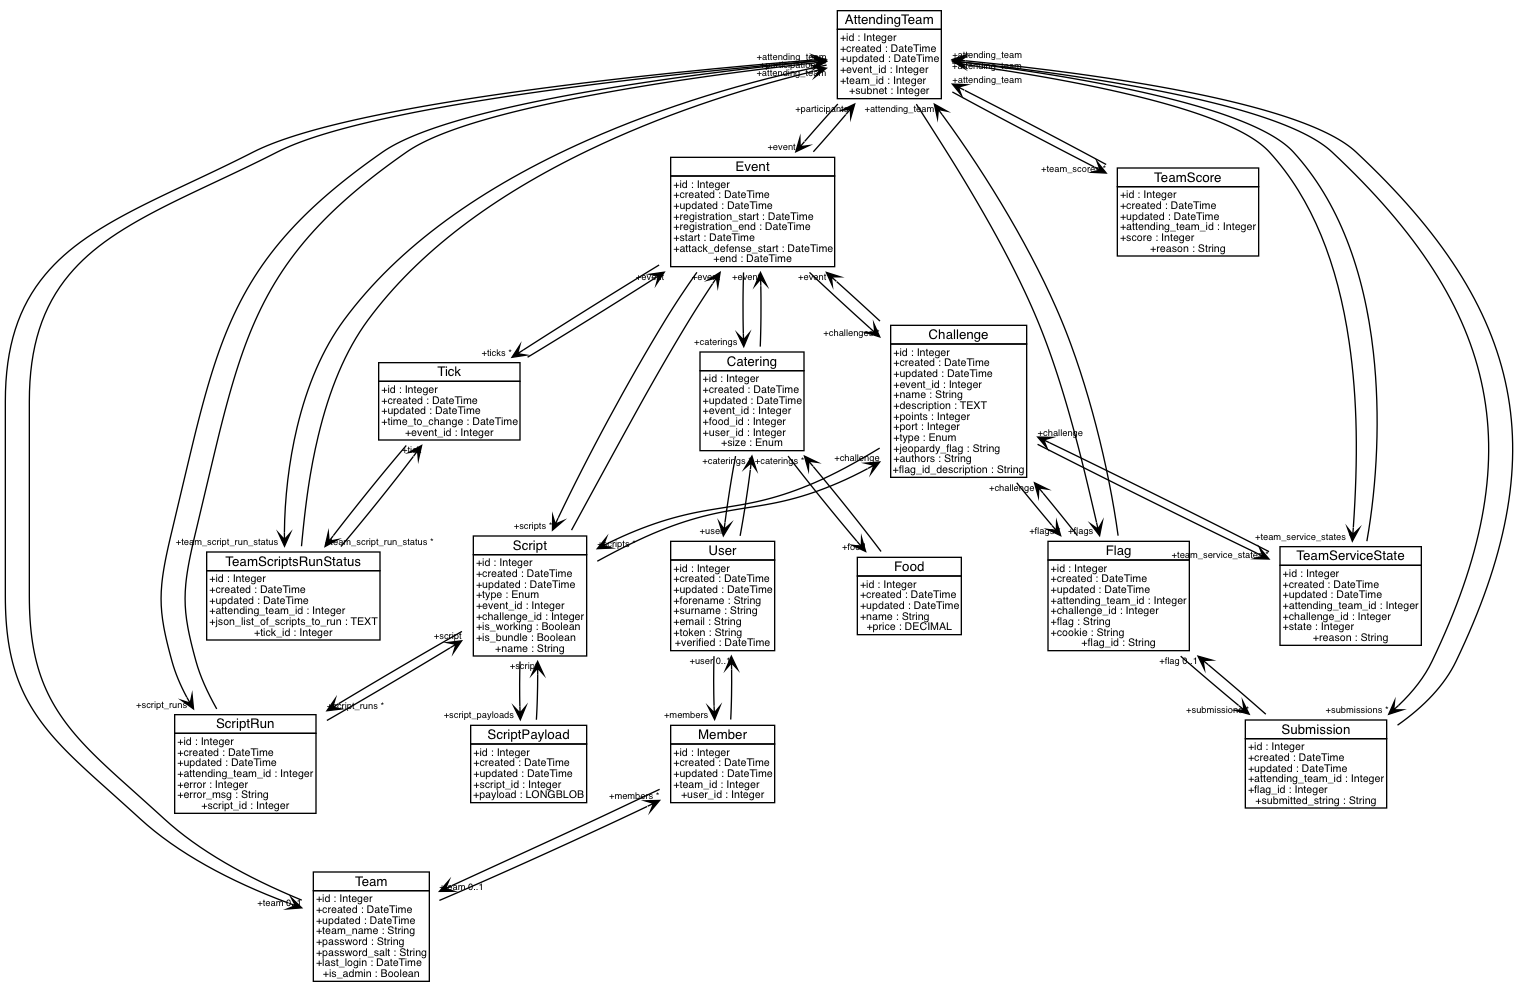 AttendingTeam
+id : Integer
+created : DateTime
+updated : DateTime
+event_id : Integer
+team_id : Integer
+subnet : Integer
+attending_team
+attending_team
+attending_team
+attending_team
+attending_team
+participants
+attending_team
+event
Event
+id : Integer
+created : DateTime
+updated : DateTime
+registration_start : DateTime
+registration_end : DateTime
+start : DateTime
+attack_defense_start : DateTime
+end : DateTime
TeamScore
+id : Integer
+created : DateTime
+updated : DateTime
+attending_team_id : Integer
+score : Integer
+reason : String
+event
+event
+event
+event
+ticks *
+caterings
Tick
+id : Integer
+created : DateTime
+updated : DateTime
+time_to_change : DateTime
+event_id : Integer
Catering
+id : Integer
+created : DateTime
+updated : DateTime
+event_id : Integer
+food_id : Integer
+user_id : Integer
+size : Enum
Challenge
+id : Integer
+created : DateTime
+updated : DateTime
+event_id : Integer
+name : String
+description : TEXT
+points : Integer
+port : Integer
+type : Enum
+jeopardy_flag : String
+authors : String
+flag_id_description : String
+caterings
+caterings *
+challenge
+challenge
+challenge
+scripts *
+flags
+team_script_run_status
+team_service_states
TeamScriptsRunStatus
+id : Integer
+created : DateTime
+updated : DateTime
+attending_team_id : Integer
+json_list_of_scripts_to_run : TEXT
+tick_id : Integer
Script
+id : Integer
+created : DateTime
+updated : DateTime
+type : Enum
+event_id : Integer
+challenge_id : Integer
+is_working : Boolean
+is_bundle : Boolean
+name : String
User
+id : Integer
+created : DateTime
+updated : DateTime
+forename : String
+surname : String
+email : String
+token : String
+verified : DateTime
Food
+id : Integer
+created : DateTime
+updated : DateTime
+name : String
+price : DECIMAL
Flag
+id : Integer
+created : DateTime
+updated : DateTime
+attending_team_id : Integer
+challenge_id : Integer
+flag : String
+cookie : String
+flag_id : String
TeamServiceState
+id : Integer
+created : DateTime
+updated : DateTime
+attending_team_id : Integer
+challenge_id : Integer
+state : Integer
+reason : String
+script
+script
+user 0..1
+flag 0..1
+script_runs
+script_payloads
+members
+submissions
+submissions *
ScriptRun
+id : Integer
+created : DateTime
+updated : DateTime
+attending_team_id : Integer
+error : Integer
+error_msg : String
+script_id : Integer
ScriptPayload
+id : Integer
+created : DateTime
+updated : DateTime
+script_id : Integer
+payload : LONGBLOB
Member
+id : Integer
+created : DateTime
+updated : DateTime
+team_id : Integer
+user_id : Integer
Submission
+id : Integer
+created : DateTime
+updated : DateTime
+attending_team_id : Integer
+flag_id : Integer
+submitted_string : String
+members *
Team
+id : Integer
+created : DateTime
+updated : DateTime
+team_name : String
+password : String
+password_salt : String
+last_login : DateTime
+is_admin : Boolean